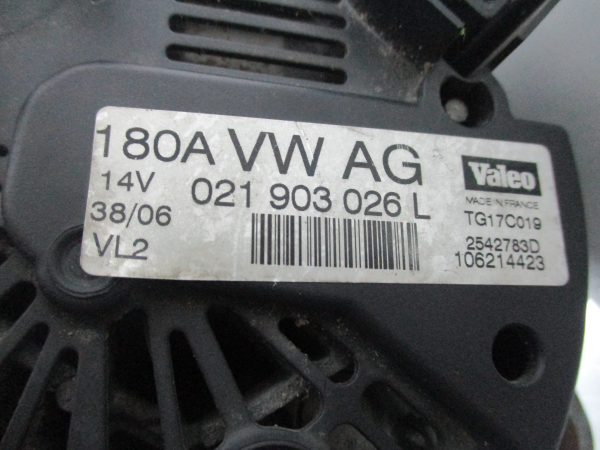 180A VW AG
14V
021 903 026 L
38/06
VL2
Valeo
MADE IN FRANCE
TG17C019
2542783D
106214423